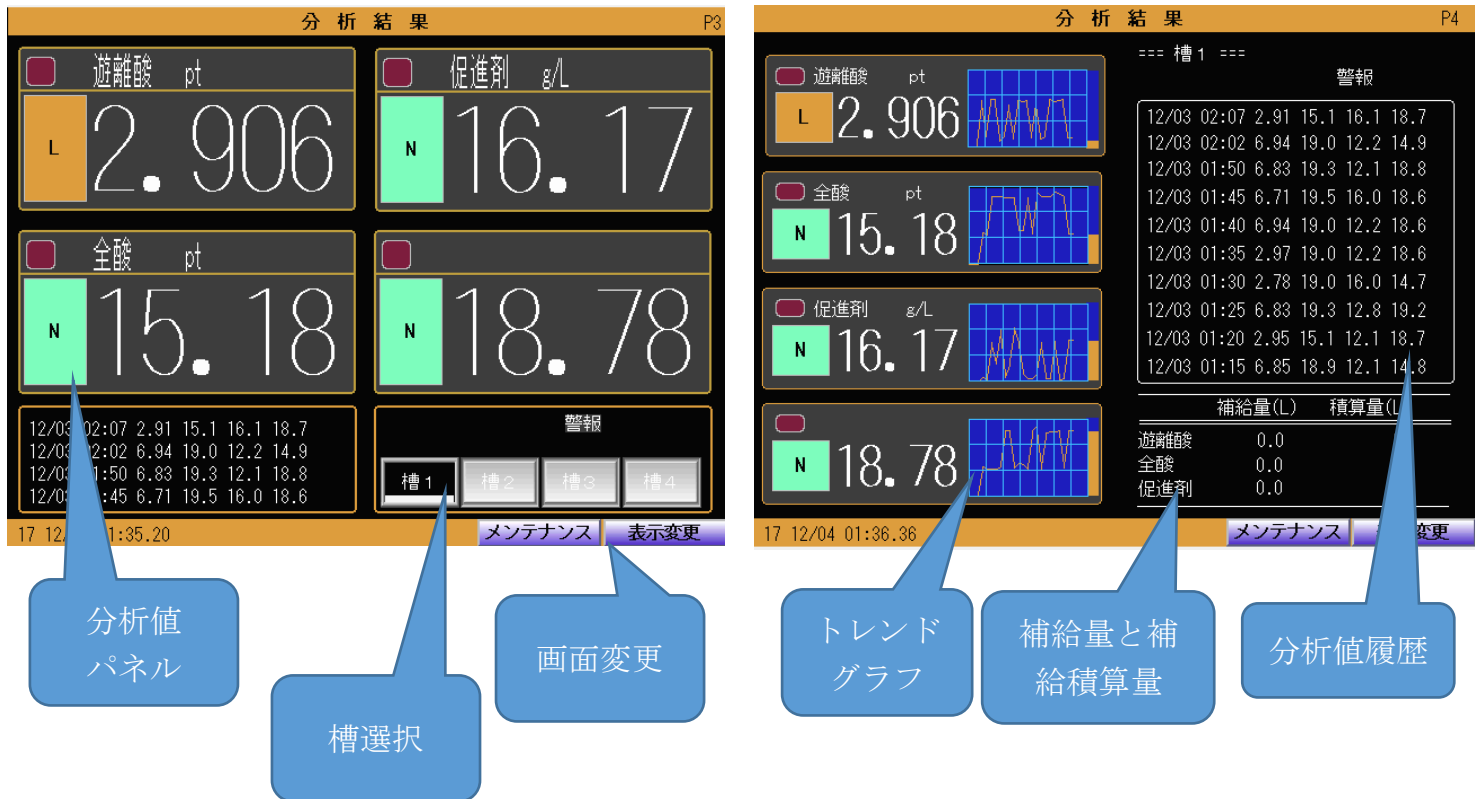 分 析 結 果 P3
遊離酸 pt
L 2.906
促進剤 g/L
N 16.17
全酸 pt
N 15.18
N 18.78
12/03 02:07 2.91 15.1 16.1 18.7
12/03 02:02 6.94 19.0 12.2 14.9
12/03 01:50 6.83 19.3 12.1 18.8
12/03 01:45 6.71 19.5 16.0 18.6
警報
槽1 槽2 槽3 槽4
17 12/ 1:35.20 メンテナンス 表示変更
分析値
パネル
槽選択
画面変更
分 析 結 果 P4
遊離酸 pt
L 2.906
全酸 pt
N 15.18
促進剤 g/L
N 16.17
N 18.78
=== 槽1 ===
警報
12/03 02:07 2.91 15.1 16.1 18.7
12/03 02:02 6.94 19.0 12.2 14.9
12/03 01:50 6.83 19.3 12.1 18.8
12/03 01:45 6.71 19.5 16.0 18.6
12/03 01:40 6.94 19.0 12.2 18.6
12/03 01:35 2.97 19.0 12.2 18.6
12/03 01:30 2.78 19.0 16.0 14.7
12/03 01:25 6.83 19.3 12.8 19.2
12/03 01:20 2.95 15.1 12.1 18.7
12/03 01:15 6.85 18.9 12.1 14.8
補給量(L) 積算量(L
遊離酸 0.0
全酸 0.0
促進剤 0.0
17 12/04 01:36.36 メンテナンス 変更
トレンド
グラフ
補給量と補
給積算量
分析値履歴